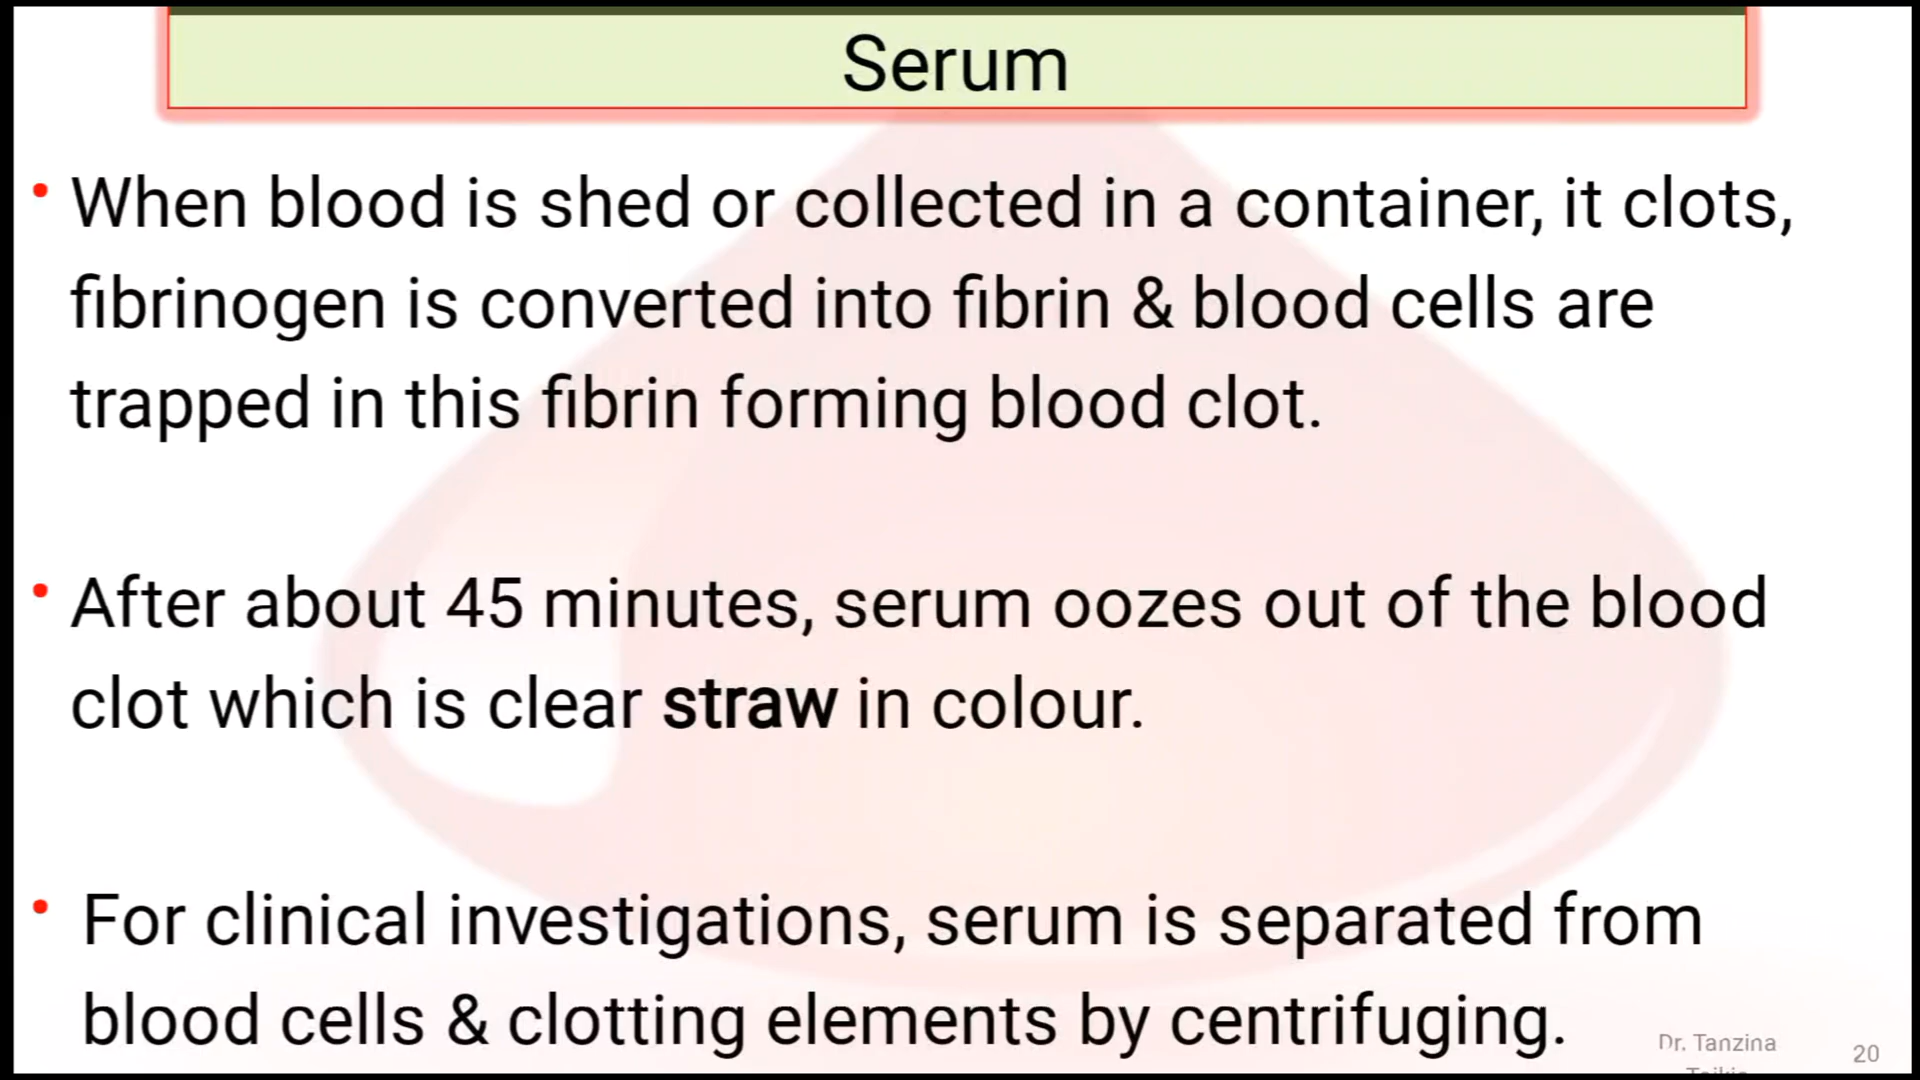 Serum
• When blood is shed or collected in a container, it clots,
fibrinogen is converted into fibrin & blood cells are
trapped in this fibrin forming blood clot.
• After about 45 minutes, serum oozes out of the blood
clot which is clear straw in colour.
• For clinical investigations, serum is separated from
blood cells & clotting elements by centrifuging.
Dr. Tanzina
20